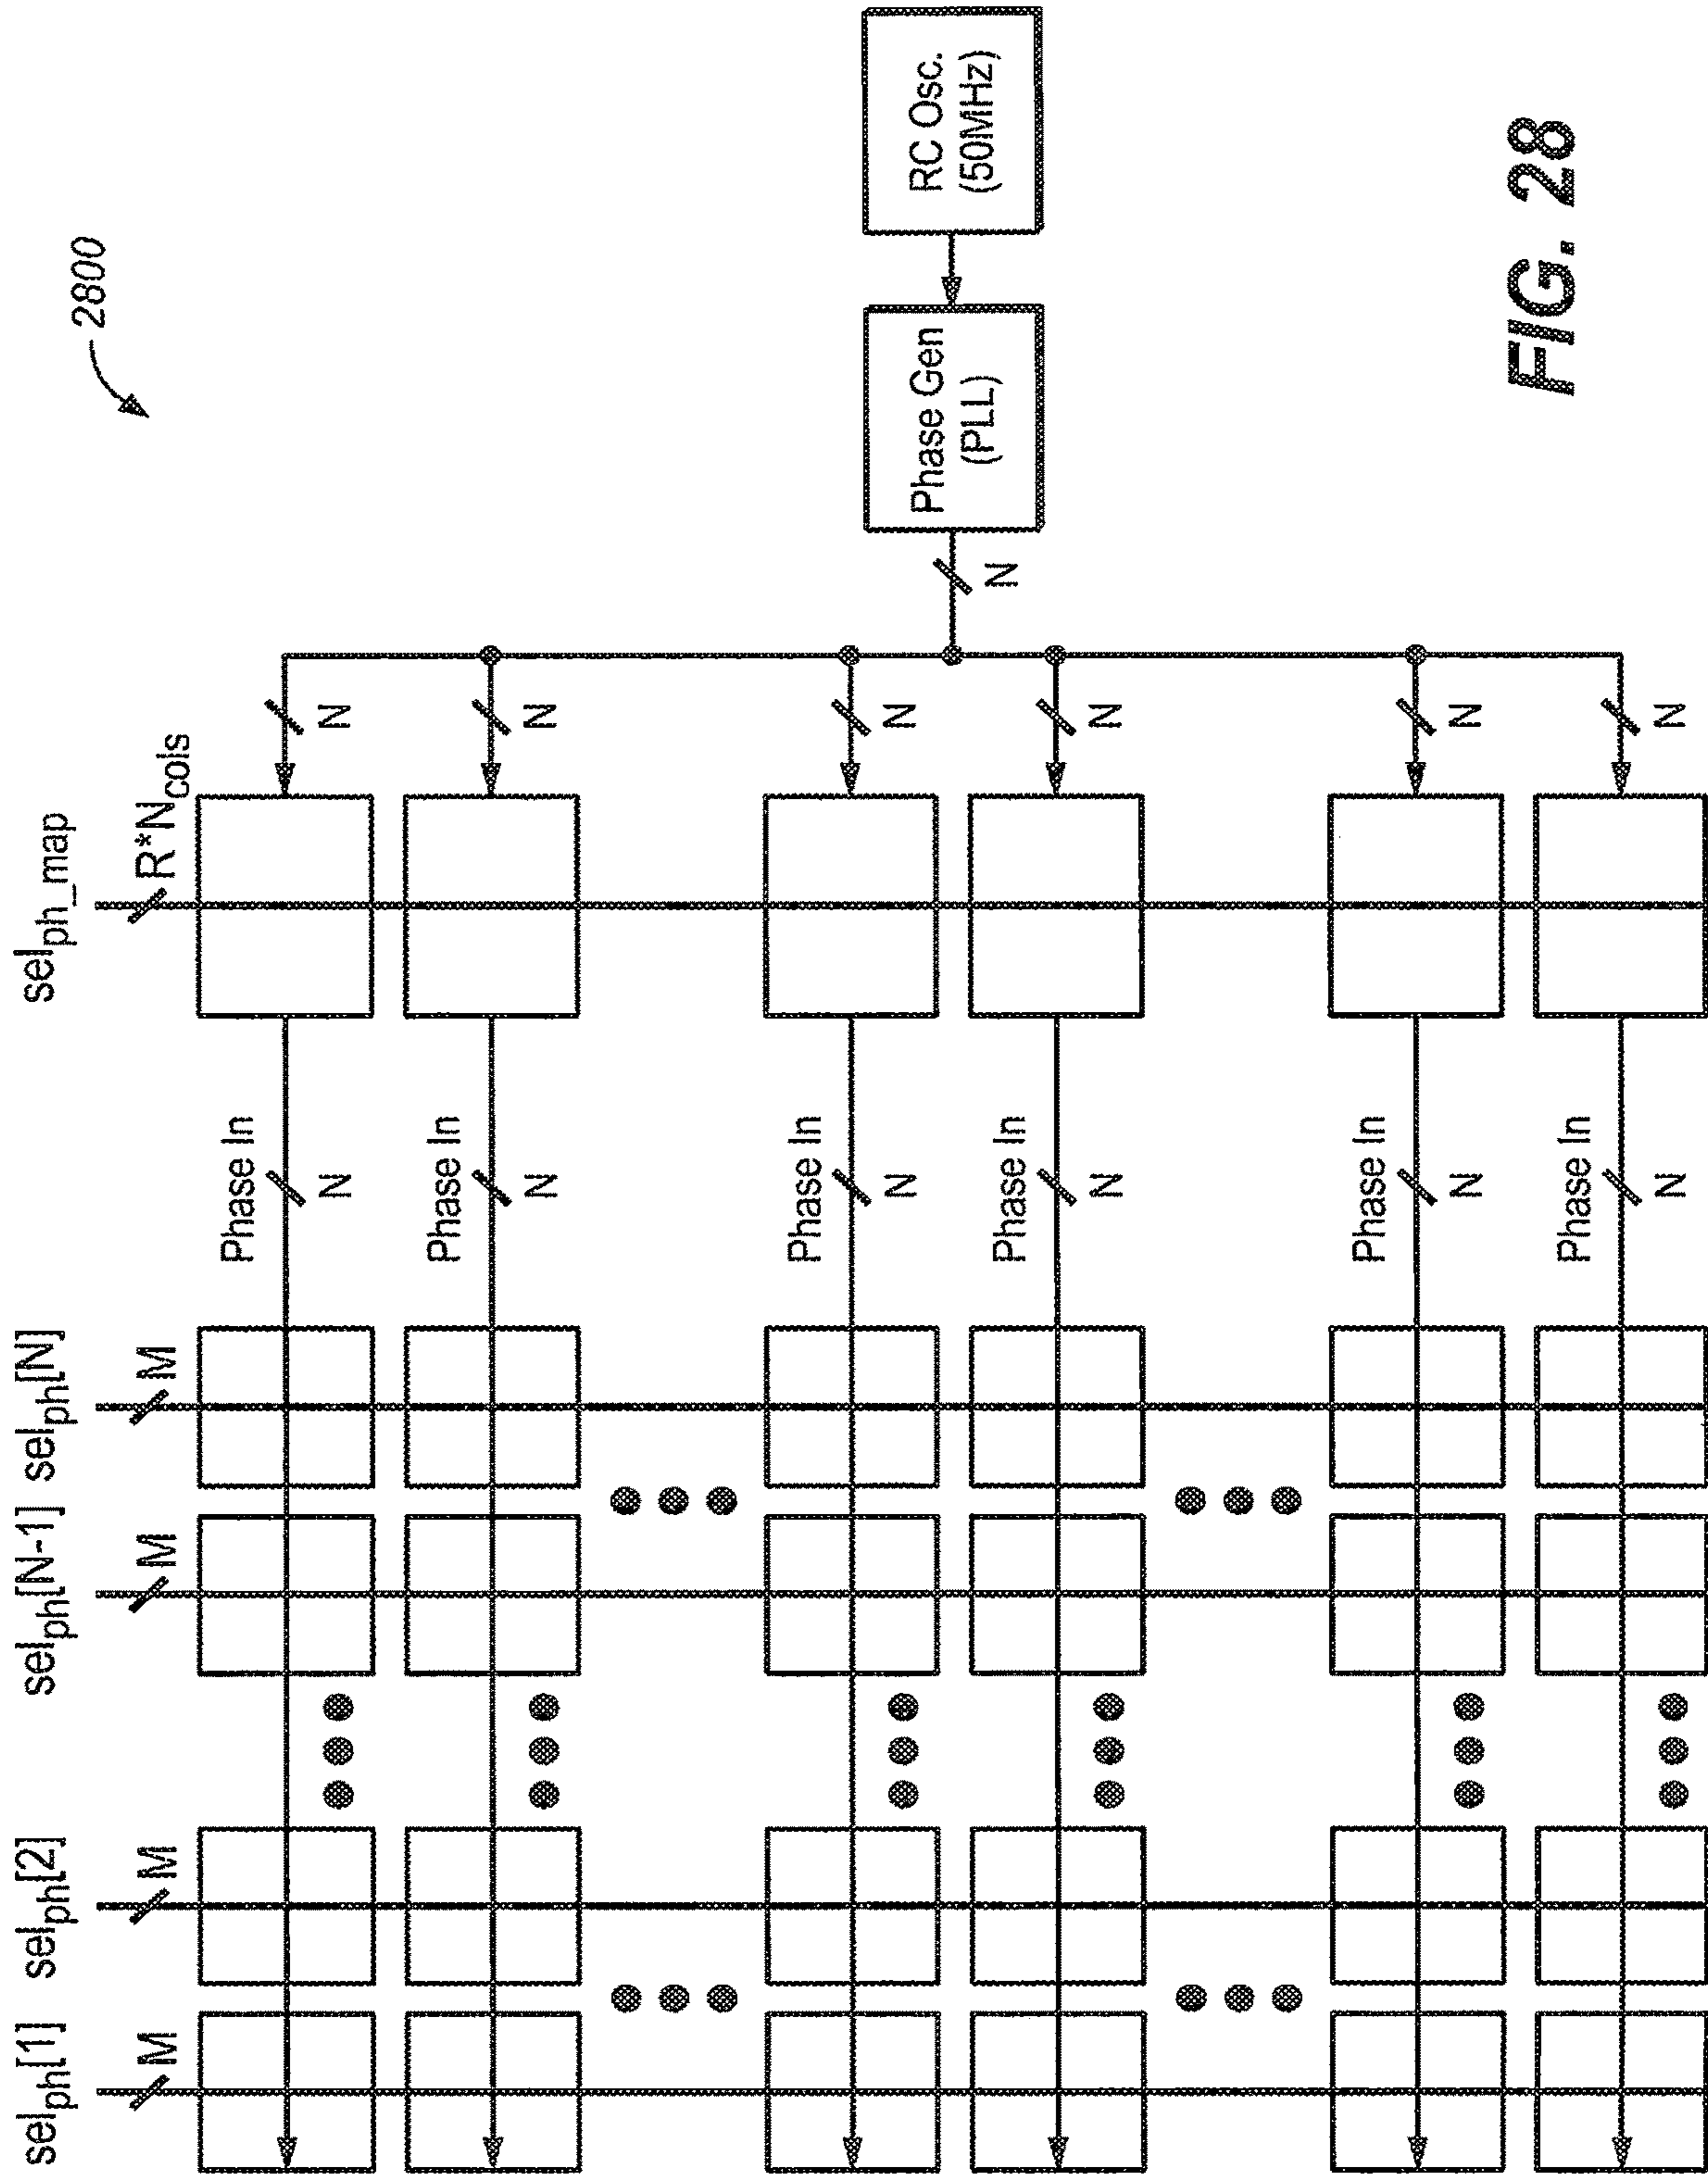 2800
RC Osc.
(50MHz)
Phase Gen
(PLL)
N
N
N
N
N
N
N
sel_ph_map
R*N_cols
Phase In
N
Phase In
N
Phase In
N
Phase In
N
Phase In
N
Phase In
N
sel_ph[1]
sel_ph[2]
sel_ph[N-1]
sel_ph[N]
M
M
M
M
FIG. 28